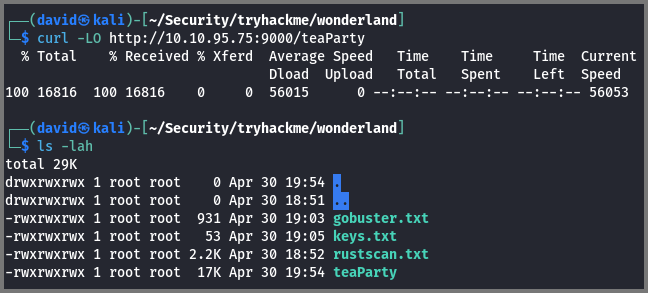 ┌──(david㉿kali)-[~/Security/tryhackme/wonderland]
└─$ curl -LO http://10.10.95.75:9000/teaParty
  % Total    % Received % Xferd  Average Speed   Time    Time     Time  Current
                                 Dload  Upload   Total   Spent    Left  Speed
100 16816  100 16816    0     0  56015      0 --:--:-- --:--:-- --:--:-- 56053
┌──(david㉿kali)-[~/Security/tryhackme/wonderland]
└─$ ls -lah
total 29K
drwxrwxrwx 1 root root    0 Apr 30 19:54 .
drwxrwxrwx 1 root root    0 Apr 30 18:51 ..
-rwxrwxrwx 1 root root  931 Apr 30 19:03 gobuster.txt
-rwxrwxrwx 1 root root   53 Apr 30 19:05 keys.txt
-rwxrwxrwx 1 root root 2.2K Apr 30 18:52 rustscan.txt
-rwxrwxrwx 1 root root  17K Apr 30 19:54 teaParty